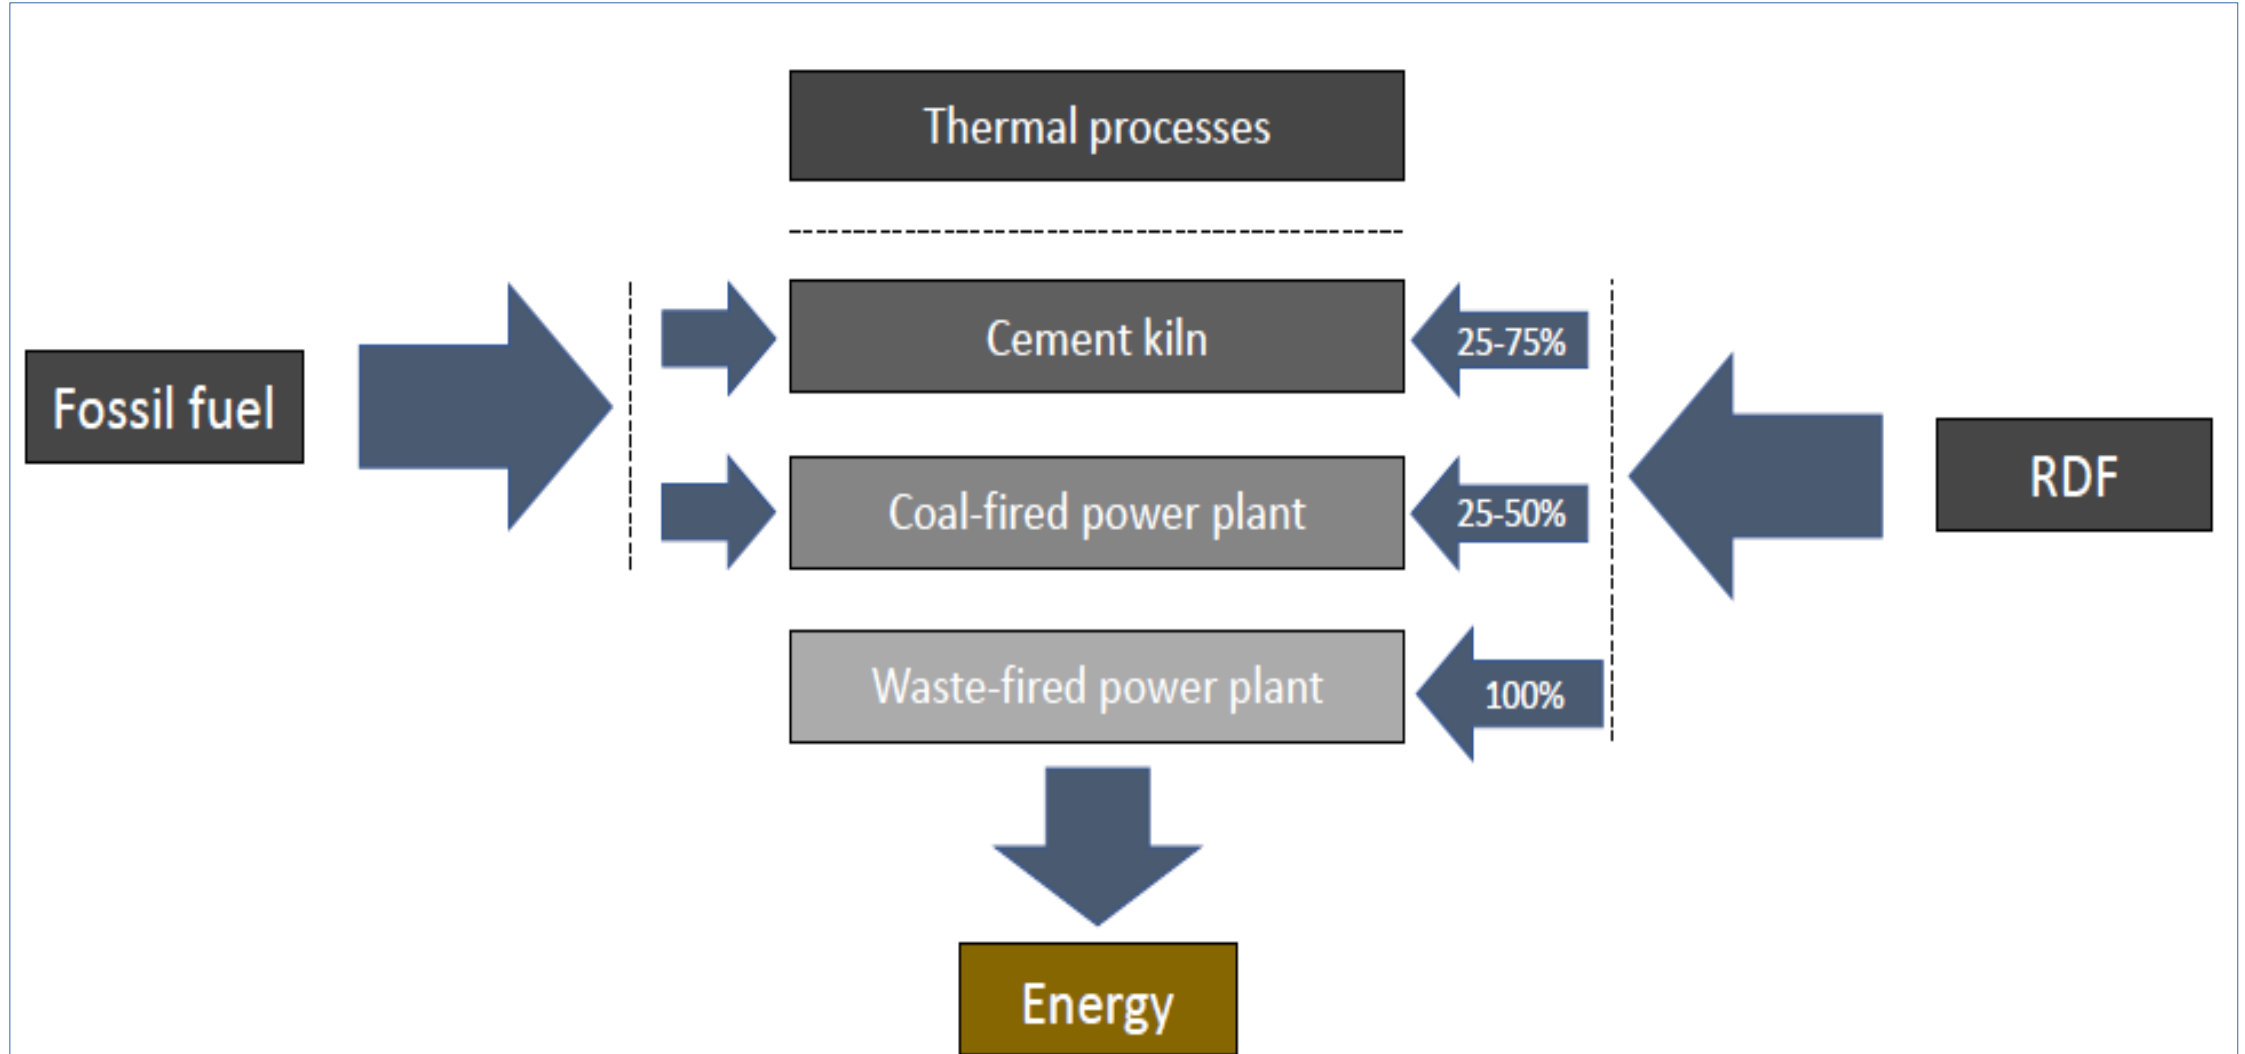 Thermal processes
Cement kiln
25-75%
Fossil fuel
RDF
Coal-fired power plant
25-50%
Waste-fired power plant
100%
Energy